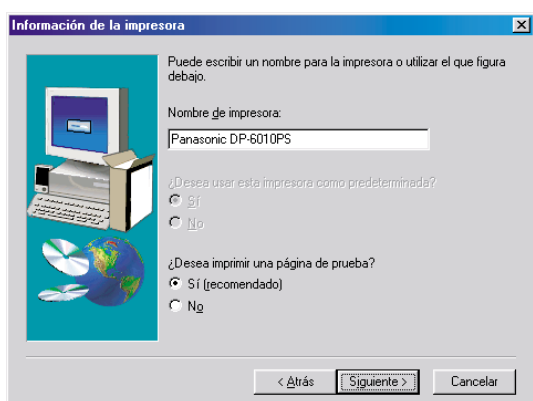 Información de la impresora
Puede escribir un nombre para la impresora o utilizar el que figura
debajo.
Nombre de impresora:
Panasonic DP-6010PS
¿Desea usar esta impresora como predeterminada?
Sí
No
¿Desea imprimir una página de prueba?
Sí (recomendado)
No
< Atrás
Siguiente >
Cancelar